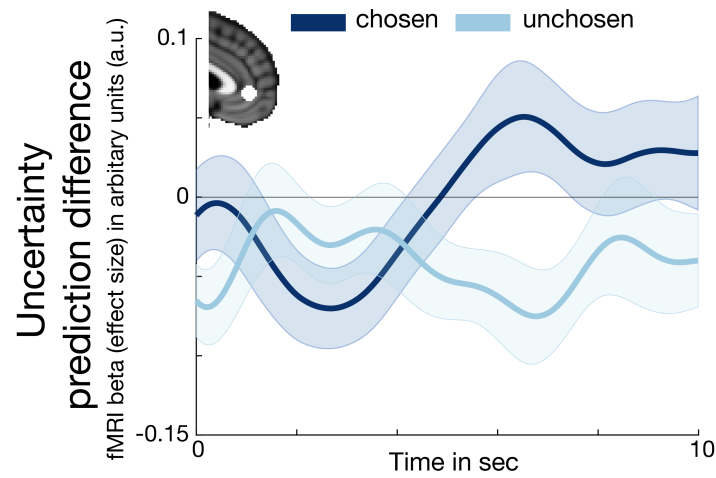 chosen unchosen
0.1
0
-0.15
Uncertainty
prediction difference
fMRI beta (effect size) in arbitary units (a.u.)
0 10
Time in sec